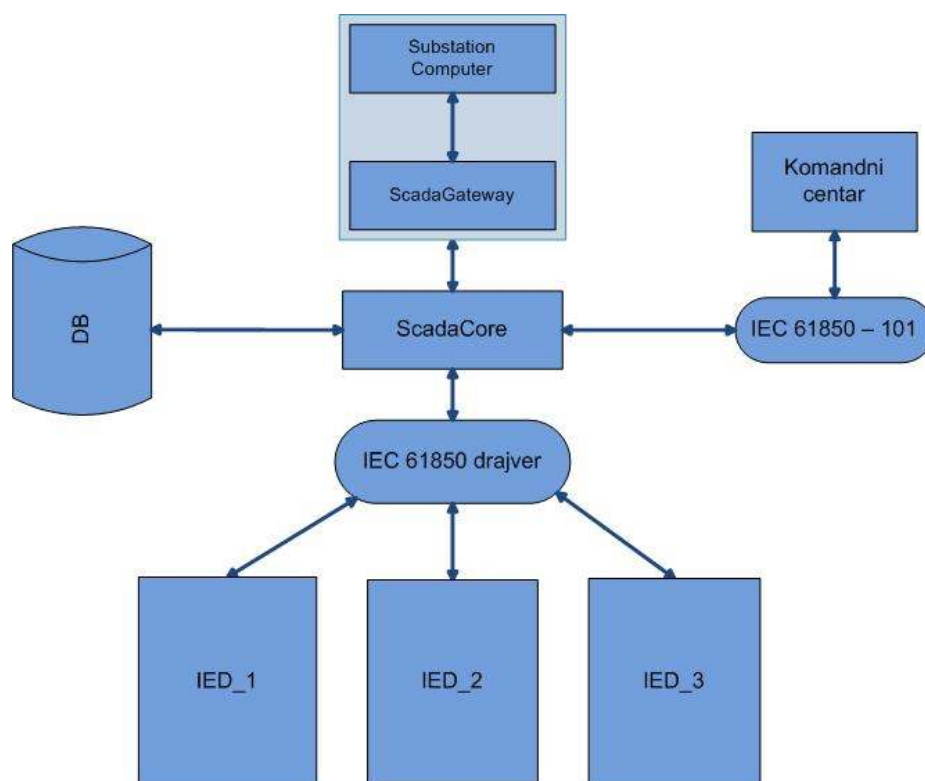 Substation
Computer
ScadaGateway
Komandni
centar
DB
ScadaCore
IEC 61850 – 101
IEC 61850 drajver
IED_1
IED_2
IED_3